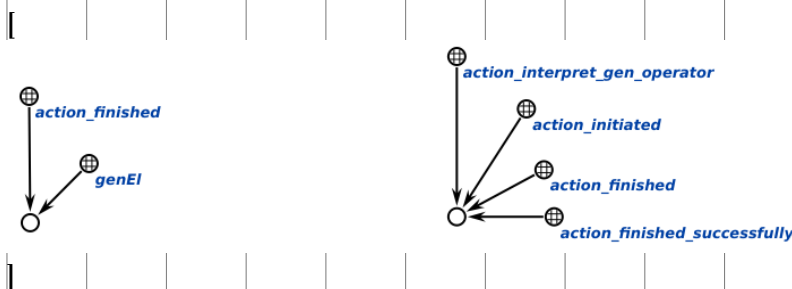 [
action_interpret_gen_operator
action_finished
action_initiated
genEl
action_finished
action_finished_successfully
]